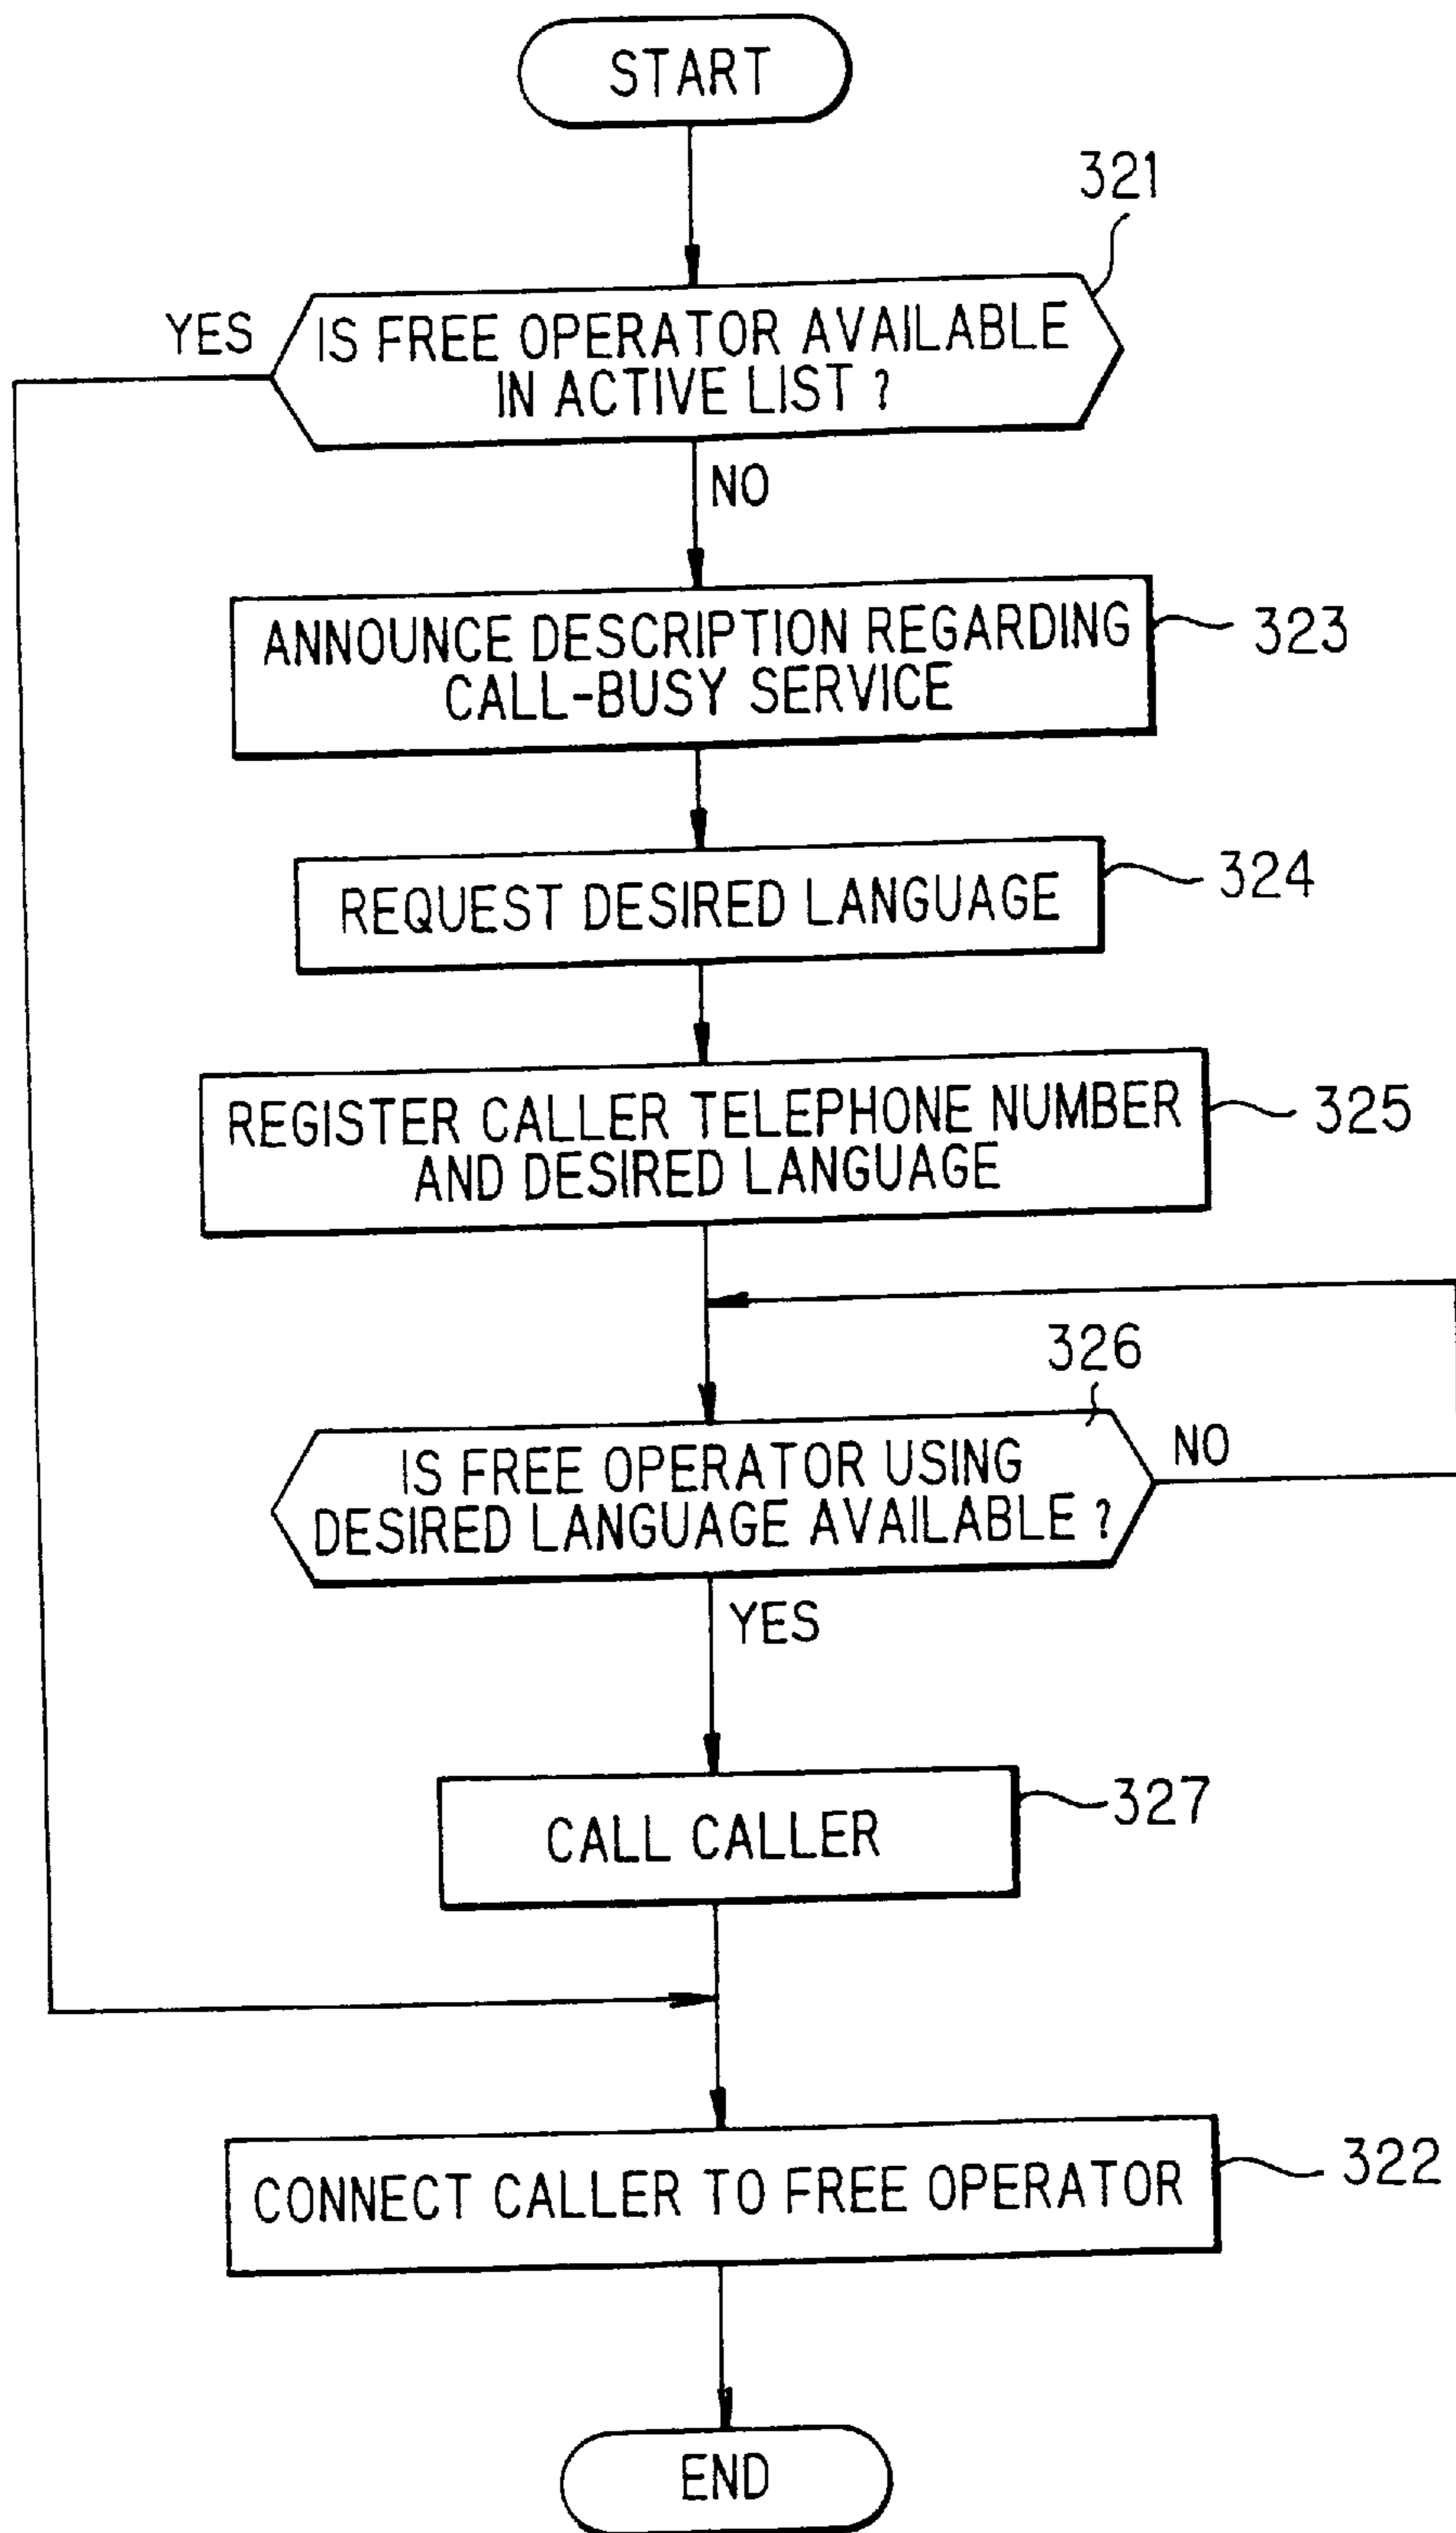 START
321
YES
IS FREE OPERATOR AVAILABLE
IN ACTIVE LIST ?
NO
ANNOUNCE DESCRIPTION REGARDING
CALL-BUSY SERVICE
323
REQUEST DESIRED LANGUAGE
324
REGISTER CALLER TELEPHONE NUMBER
AND DESIRED LANGUAGE
325
326
IS FREE OPERATOR USING
DESIRED LANGUAGE AVAILABLE ?
NO
YES
CALL CALLER
327
CONNECT CALLER TO FREE OPERATOR
322
END